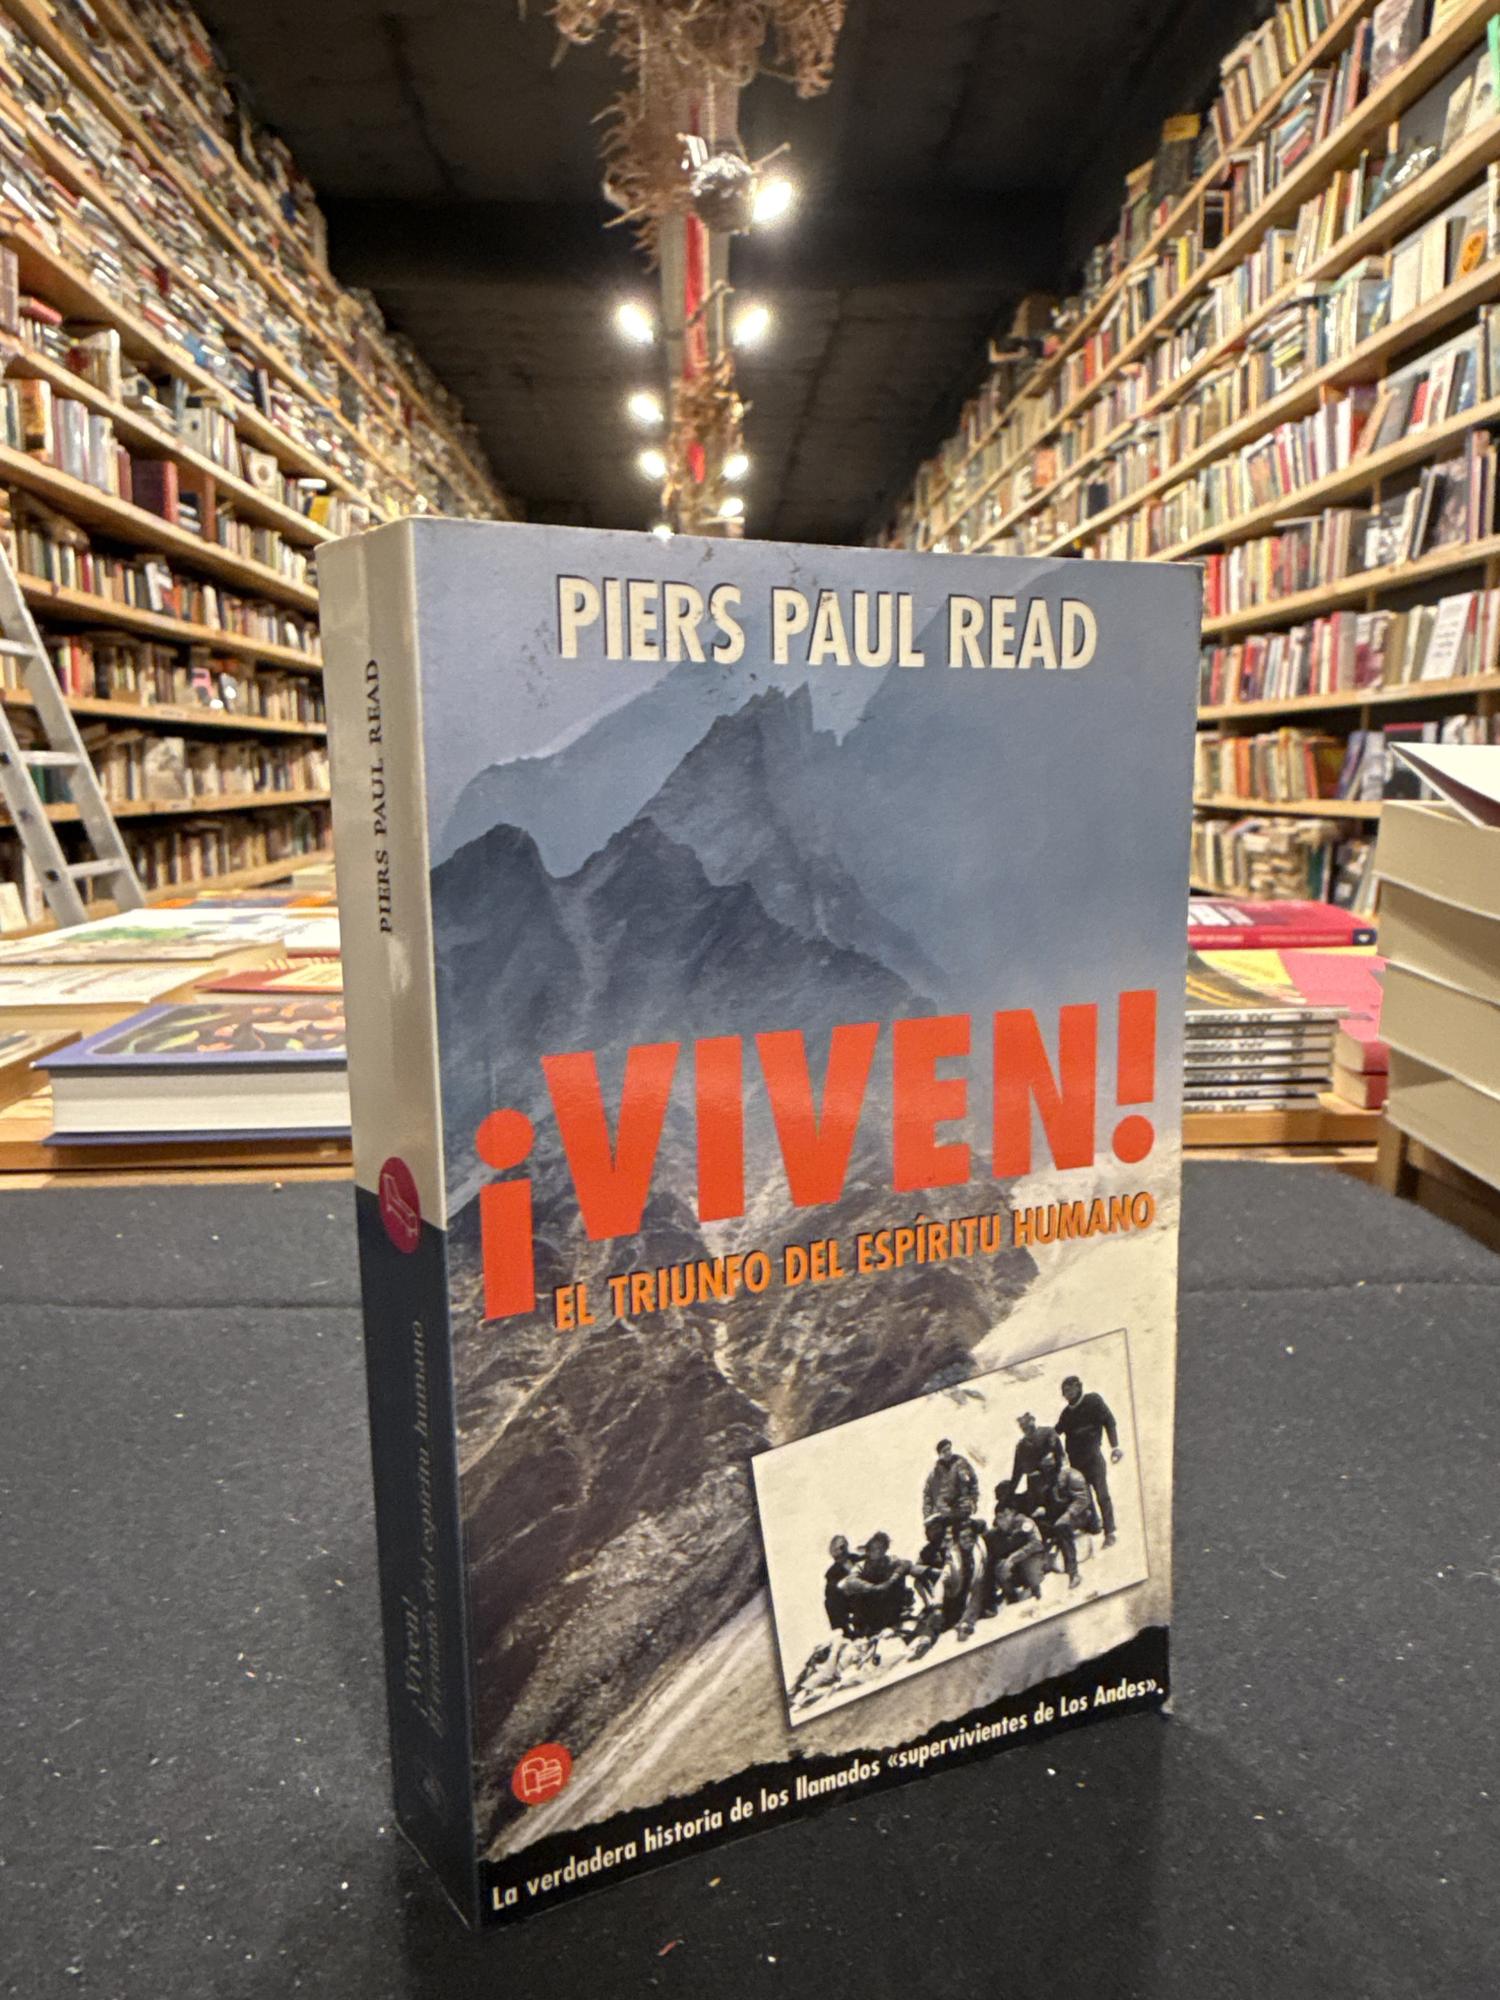 PIERS PAUL READ
¡VIVEN!
EL TRIUNFO DEL ESPÍRITU HUMANO
La verdadera historia de los llamados «supervivientes de Los Andes».
PIERS PAUL READ
¡Viven!
El triunfo del espíritu humano